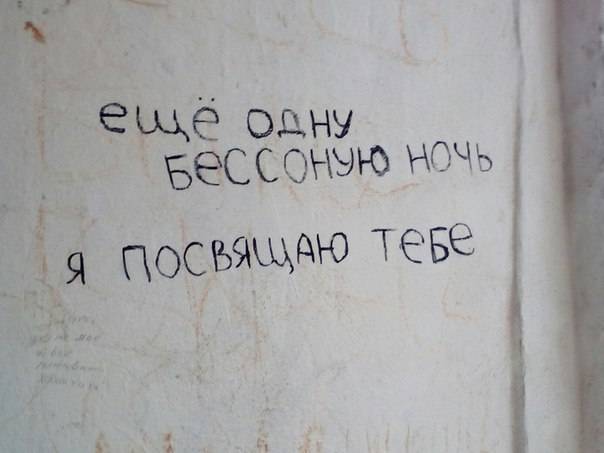 ещё одну
бессоную ночь
я посвящаю тебе